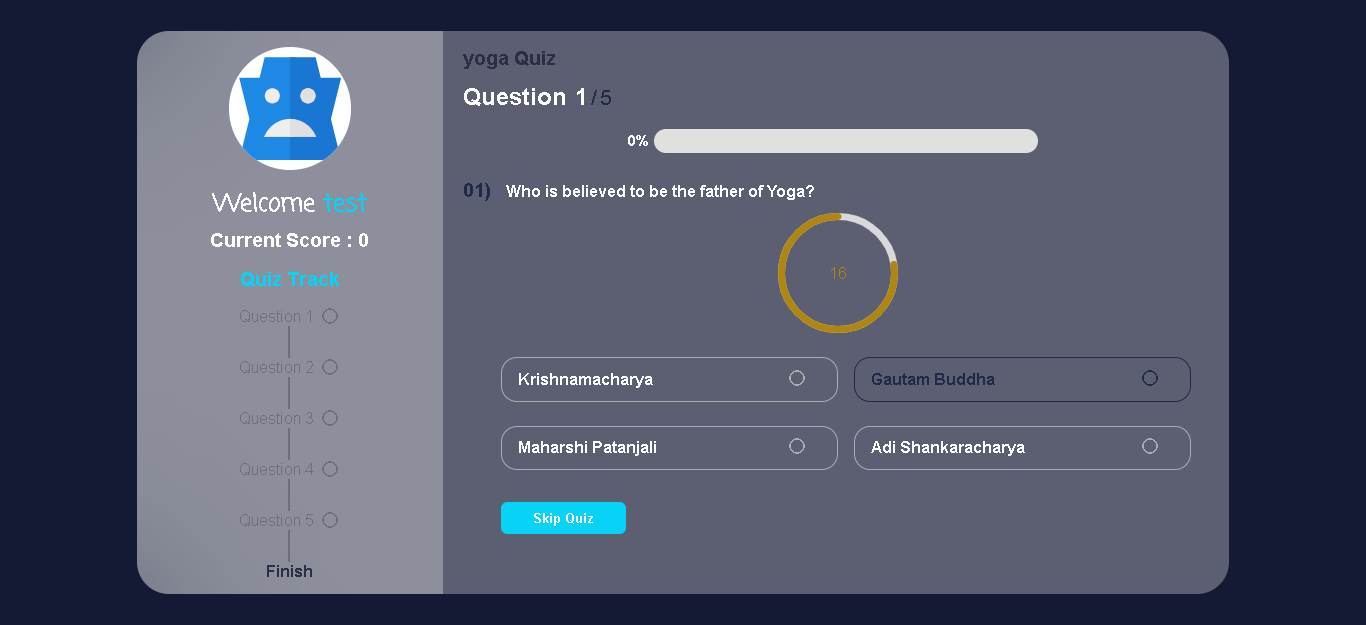 Welcome test
Current Score : 0
Quiz Track
Question 1
Question 2
Question 3
Question 4
Question 5
Finish
yoga Quiz
Question 1/5
0%
01) Who is believed to be the father of Yoga?
16
Krishnamacharya
Gautam Buddha
Maharshi Patanjali
Adi Shankaracharya
Skip Quiz